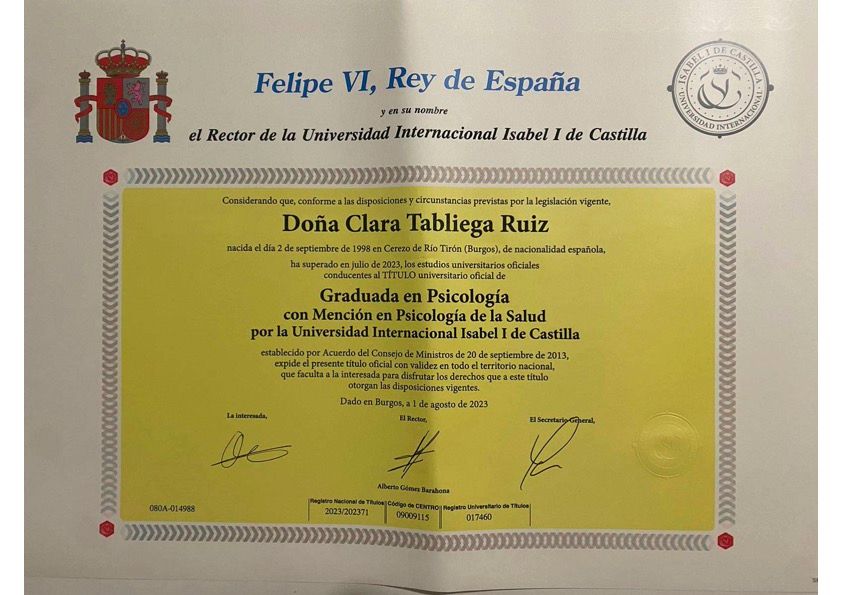 Felipe VI, Rey de España
y en su nombre
el Rector de la Universidad Internacional Isabel I de Castilla
ISABEL I DE CASTILLA
UNIVERSIDAD INTERNACIONAL
Considerando que, conforme a las disposiciones y circunstancias previstas por la legislación vigente,
Doña Clara Tabliega Ruiz
nacida el día 2 de septiembre de 1998 en Cerezo de Río Tirón (Burgos), de nacionalidad española,
ha superado en julio de 2023, los estudios universitarios oficiales
conducentes al TÍTULO universitario oficial de
Graduada en Psicología
con Mención en Psicología de la Salud
por la Universidad Internacional Isabel I de Castilla
establecido por Acuerdo del Consejo de Ministros de 20 de septiembre de 2013,
expide el presente título oficial con validez en todo el territorio nacional,
que faculta a la interesada para disfrutar los derechos que a este título
otorgan las disposiciones vigentes.
Dado en Burgos, a 1 de agosto de 2023
La interesada, El Rector, El Secretario General,
Alberto Gómez Barahona
080A-014988
Registro Nacional de Títulos Código de CENTRO Registro Universitario de Títulos
2023/202371 09009115 017460